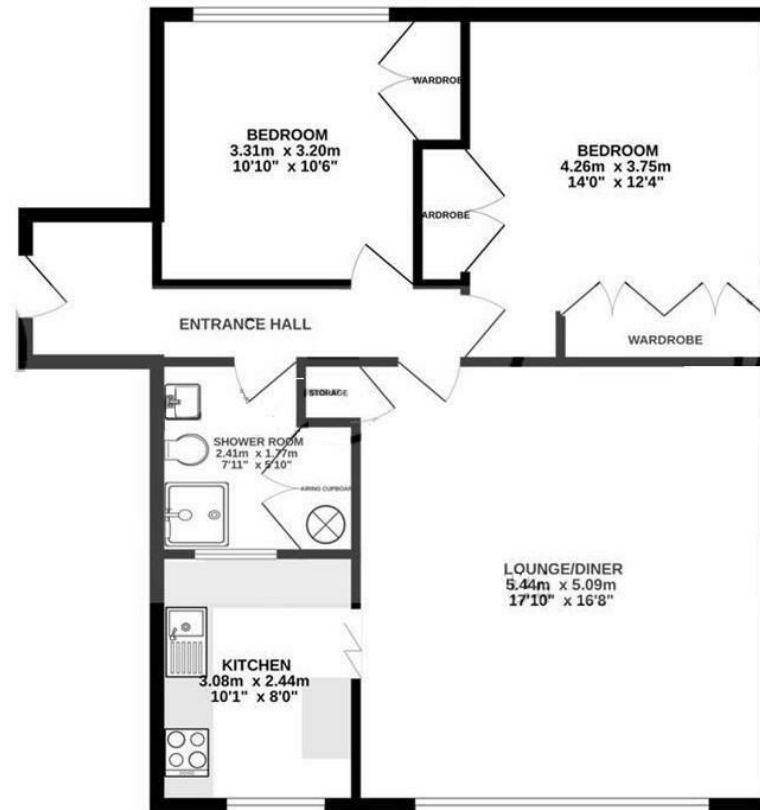 WARDROBE
BEDROOM
3.31m x 3.20m
10'10" x 10'6"
BEDROOM
4.26m x 3.75m
14'0" x 12'4"
ARDROBE
ENTRANCE HALL
WARDROBE
STORAGE
SHOWER ROOM
2.41m x 1.77m
7'11" x 5'10"
AIRING CUPBOAR
LOUNGE/DINER
5.44m x 5.09m
17'10" x 16'8"
KITCHEN
3.08m x 2.44m
10'1" x 8'0"